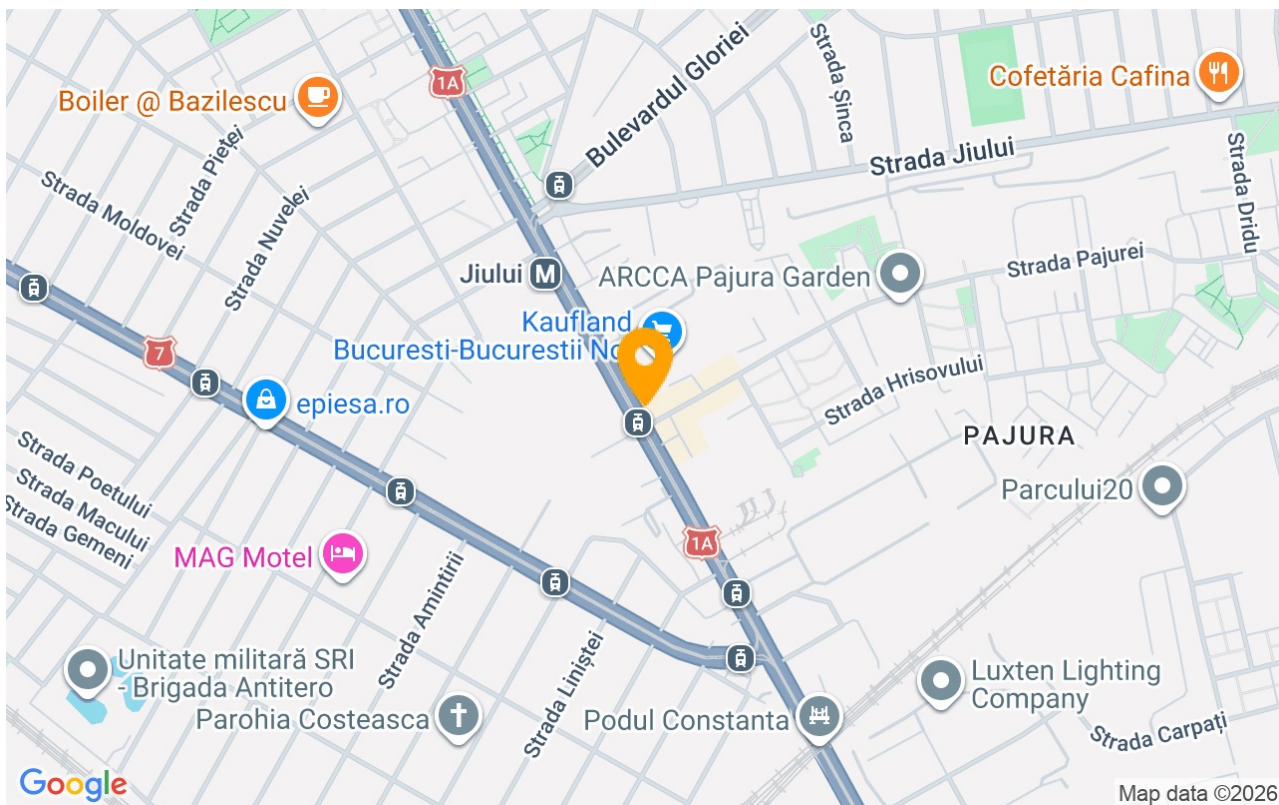 Boiler @ Bazilescu
1A
Bulevardul Gloriei
Strada Șinca
Cofetăria Cafina
Strada Jiului
Strada Dridu
Strada Pieței
Strada Moldovei
Strada Nuvelei
Jiului
M
ARCCA Pajura Garden
Strada Pajurei
Kaufland
Bucuresti-Bucurestii
7
epiesa.ro
Strada Hrisovului
PAJURA
Strada Poetului
Strada Macului
Strada Gemeni
Parcului20
1A
MAG Motel
Strada Amintirii
Strada Liniștei
Unitate militară SRI
- Brigada Antitero
Parohia Costeasca
Podul Constanta
Luxten Lighting
Company
Strada Carpați
Google
Map data ©2026